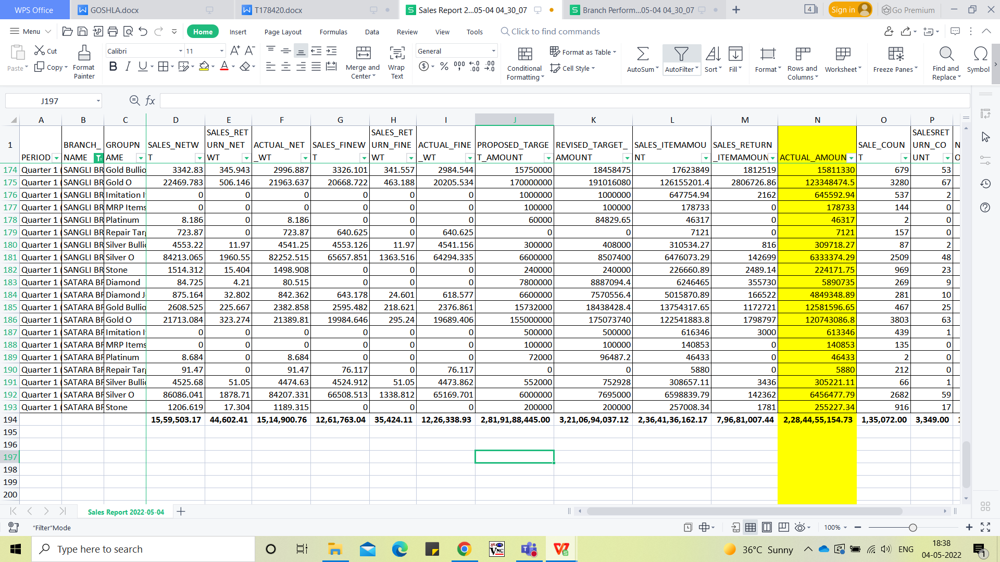 WPS Office GOSHLA.docx T178420.docx Sales Report 2...05-04 04_30_07 Branch Perform...05-04 04_30_07 4 Sign in Go Premium
Menu Home Insert Page Layout Formulas Data Review View Tools Click to find commands
Paste Cut Copy Format Painter Calibri 11 A+ A- B I U A Merge and Center Wrap Text General Conditional Formatting Format as Table Cell Style AutoSum AutoFilter Sort Fill Format Rows and Columns Worksheet Freeze Panes Find and Replace Symbol
J197 fx
A B C D E F G H I J K L M N O P
1 PERIOD BRANCH_NAME GROUPNAME SALES_NETWT SALES_RETURN_NETWT ACTUAL_NET_WT SALES_FINEWT SALES_RETURN_FINEWT ACTUAL_FINE_WT PROPOSED_TARGET_AMOUNT REVISED_TARGET_AMOUNT SALES_ITEMAMOUNT SALES_RETURN_ITEMAMOUN ACTUAL_AMOUN SALE_COUNT SALESRETURN_COUNT
174 Quarter 1 ( SANGLI BR Gold Bullio 3342.83 345.943 2996.887 3326.101 341.557 2984.544 15750000 18458475 17623849 1812519 15811330 679 53
175 Quarter 1 ( SANGLI BR Gold O 22469.783 506.146 21963.637 20668.722 463.188 20205.534 170000000 191016080 126155201.4 2806726.86 123348474.5 3280 67
176 Quarter 1 ( SANGLI BR Imitation I 0 0 0 0 0 0 1000000 1000000 647754.94 2162 645592.94 537 2
177 Quarter 1 ( SANGLI BR MRP Items 0 0 0 0 0 0 100000 100000 178733 0 178733 144 0
178 Quarter 1 ( SANGLI BR Platinum 8.186 0 8.186 0 0 0 60000 84829.65 46317 0 46317 2 0
179 Quarter 1 ( SANGLI BR Repair Tar 723.87 0 723.87 640.625 0 640.625 0 0 7121 0 7121 157 0
180 Quarter 1 ( SANGLI BR Silver Bulli 4553.22 11.97 4541.25 4553.126 11.97 4541.156 300000 408000 310534.27 816 309718.27 87 2
181 Quarter 1 ( SANGLI BR Silver O 84213.065 1960.55 82252.515 65657.851 1363.516 64294.335 6600000 8507400 6476073.29 142699 6333374.29 2509 48
182 Quarter 1 ( SANGLI BR Stone 1514.312 15.404 1498.908 0 0 0 240000 240000 226660.89 2489.14 224171.75 969 23
183 Quarter 1 ( SATARA BR Diamond 84.725 4.21 80.515 0 0 0 7800000 8887094.4 6246465 355730 5890735 269 9
184 Quarter 1 ( SATARA BR Diamond J 875.164 32.802 842.362 643.178 24.601 618.577 6600000 7570556.4 5015870.89 166522 4849348.89 281 10
185 Quarter 1 ( SATARA BR Gold Bullio 2608.525 225.667 2382.858 2595.482 218.621 2376.861 15732000 18438428.4 13754317.65 1172721 12581596.65 467 25
186 Quarter 1 ( SATARA BR Gold O 21713.084 323.274 21389.81 19984.646 295.24 19689.406 155000000 175073740 122541883.8 1798797 120743086.8 3803 63
187 Quarter 1 ( SATARA BR Imitation I 0 0 0 0 0 0 500000 500000 616346 3000 613346 439 1
188 Quarter 1 ( SATARA BR MRP Items 0 0 0 0 0 0 100000 100000 140853 0 140853 135 0
189 Quarter 1 ( SATARA BR Platinum 8.684 0 8.684 0 0 0 72000 96487.2 46433 0 46433 2 0
190 Quarter 1 ( SATARA BR Repair Tar 91.47 0 91.47 76.117 0 76.117 0 0 5880 0 5880 212 0
191 Quarter 1 ( SATARA BR Silver Bulli 4525.68 51.05 4474.63 4524.912 51.05 4473.862 552000 752928 308657.11 3436 305221.11 66 1
192 Quarter 1 ( SATARA BR Silver O 86086.041 1878.71 84207.331 66508.513 1338.812 65169.701 6000000 7695000 6598839.79 142362 6456477.79 2682 59
193 Quarter 1 ( SATARA BR Stone 1206.619 17.304 1189.315 0 0 0 200000 200000 257008.34 1781 255227.34 916 17
194 15,59,503.17 44,602.41 15,14,900.76 12,61,763.04 35,424.11 12,26,338.93 2,81,91,88,445.00 3,21,06,94,037.12 2,36,41,36,162.17 7,96,81,007.44 2,28,44,55,154.73 1,35,072.00 3,349.00
195
196
197
198
199
200
Sales Report 2022-05-04
"Filter"Mode 100%
Type here to search 36°C Sunny ENG 18:38
04-05-2022 1